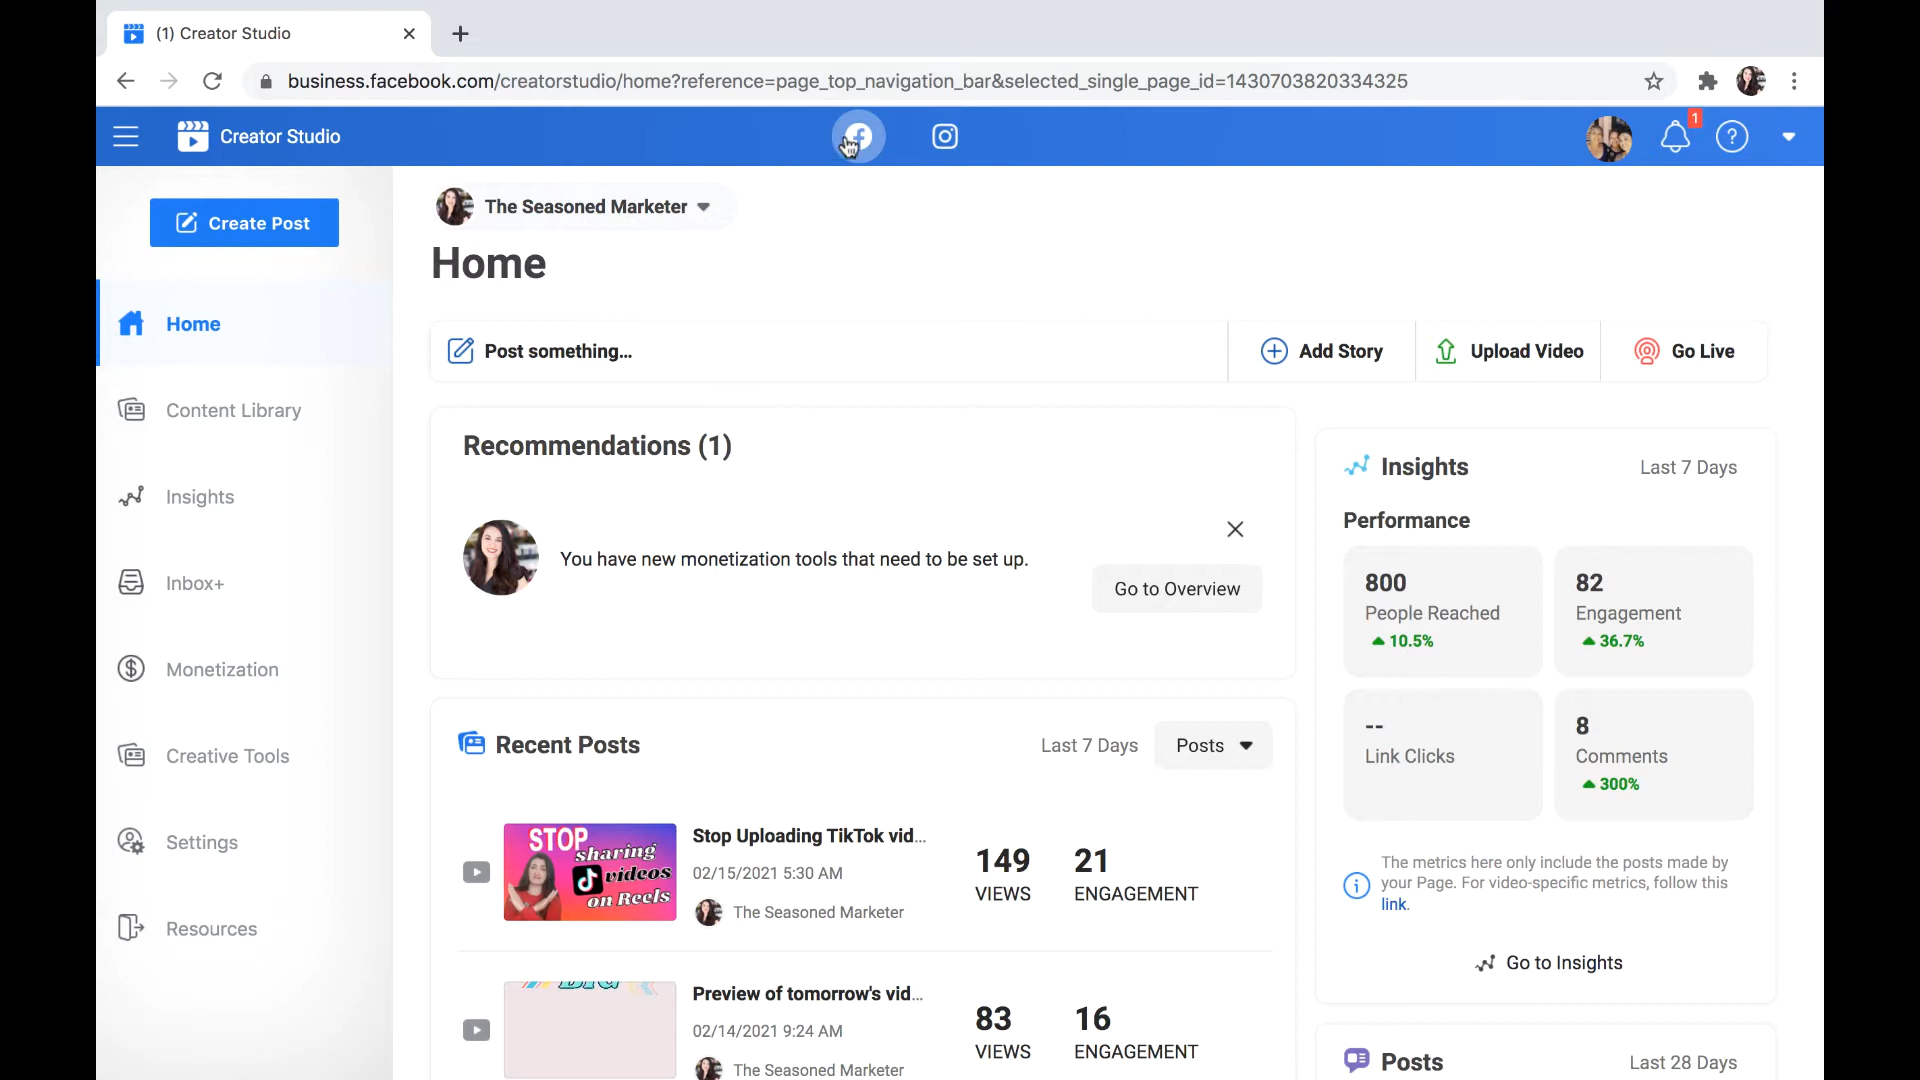 (1) Creator Studio
business.facebook.com/creatorstudio/home?reference=page_top_navigation_bar&selected_single_page_id=1430703820334325
Creator Studio
1
Create Post
The Seasoned Marketer
Home
Home
Post something...
Add Story
Upload Video
Go Live
Content Library
Insights
Inbox+
Monetization
Creative Tools
Settings
Resources
Recommendations (1)
You have new monetization tools that need to be set up.
Go to Overview
Recent Posts
Last 7 Days
Posts
STOP
sharing
videos
on Reels
Stop Uploading TikTok vid...
02/15/2021 5:30 AM
The Seasoned Marketer
149
VIEWS
21
ENGAGEMENT
Preview of tomorrow's vid...
02/14/2021 9:24 AM
The Seasoned Marketer
83
VIEWS
16
ENGAGEMENT
Insights
Last 7 Days
Performance
800
People Reached
10.5%
82
Engagement
36.7%
--
Link Clicks
8
Comments
300%
The metrics here only include the posts made by
your Page. For video-specific metrics, follow this
link.
Go to Insights
Posts
Last 28 Days